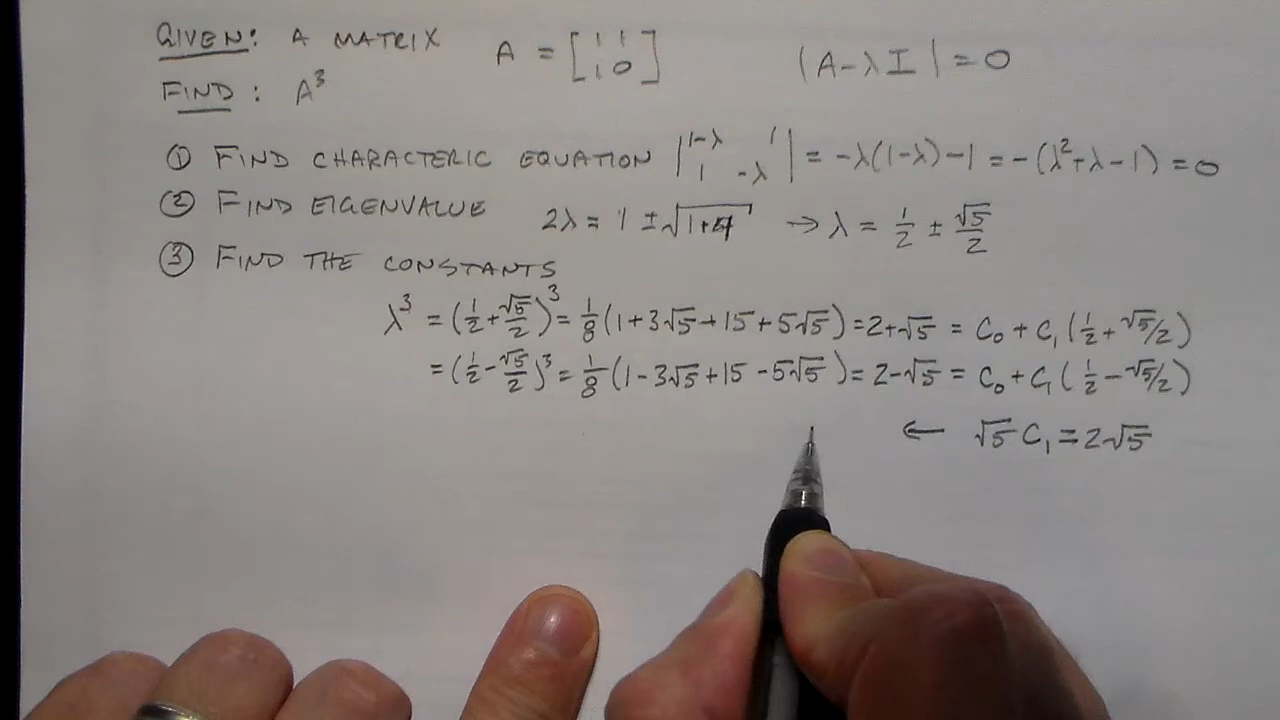 GIVEN: A MATRIX A = [1 1 1 0] |A-λI| = 0
FIND: A³
① FIND CHARACTERIC EQUATION |1-λ 1 1 -λ| = -λ(1-λ)-1 = -(λ²+λ-1) = 0
② FIND EIGENVALUE 2λ = 1 ± √1+4 → λ = 1/2 ± √5/2
③ FIND THE CONSTANTS
λ³ = (1/2 + √5/2)³ = 1/8 (1+3√5+15+5√5) = 2+√5 = C₀ + C₁ (1/2 + √5/2)
= (1/2 - √5/2)³ = 1/8 (1-3√5+15-5√5) = 2-√5 = C₀ + C₁ (1/2 - √5/2)
← √5 C₁ = 2√5